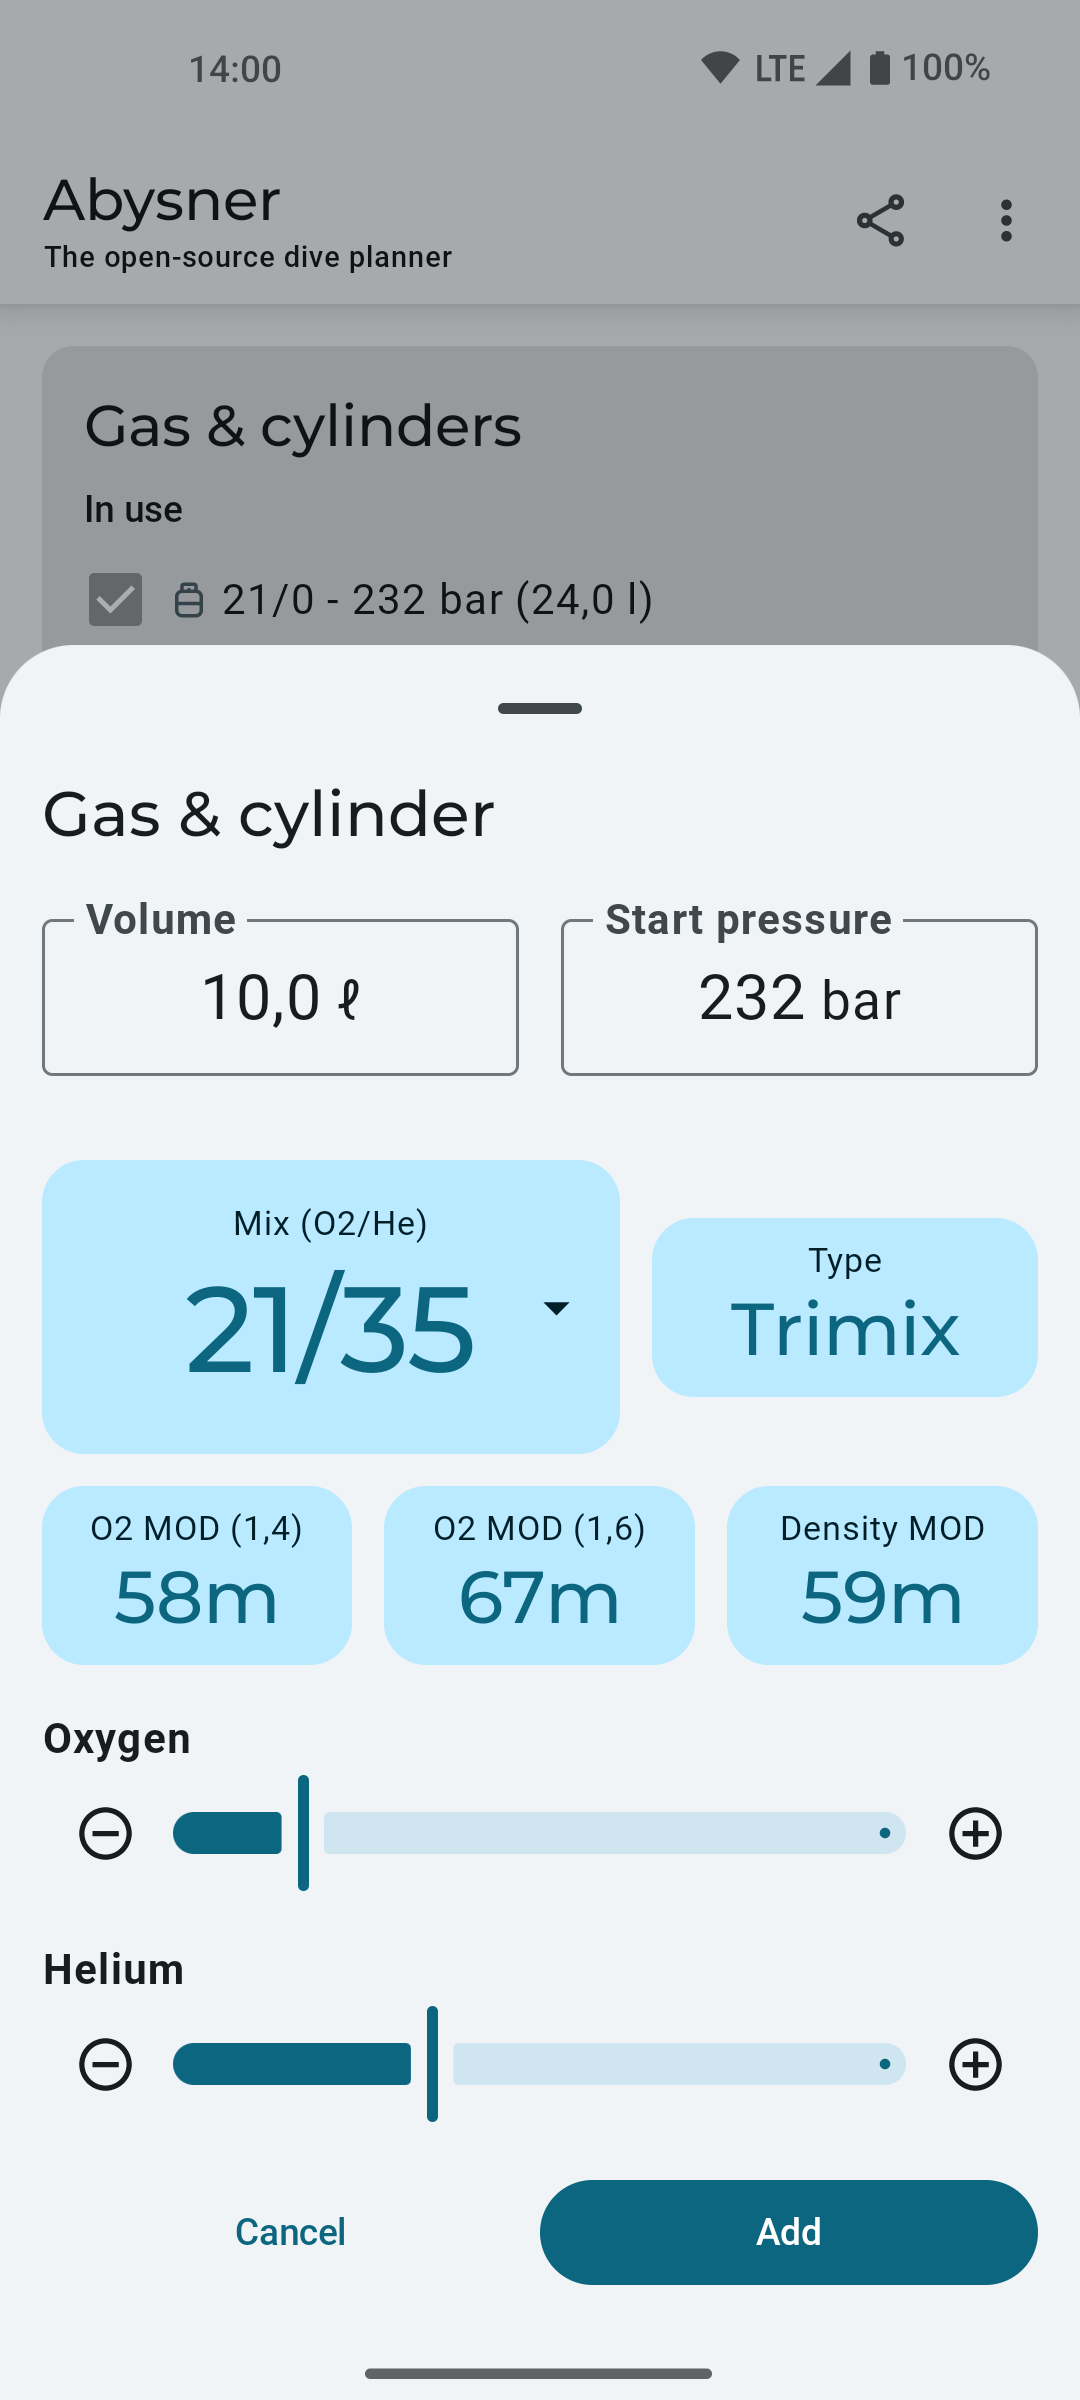 14:00
LTE
100%
Abysner
The open-source dive planner
Gas & cylinders
In use
21/0 - 232 bar (24,0 l)
Gas & cylinder
Volume
10,0 ℓ
Start pressure
232 bar
Mix (O2/He)
21/35
Type
Trimix
O2 MOD (1,4)
58m
O2 MOD (1,6)
67m
Density MOD
59m
Oxygen
Helium
Cancel
Add